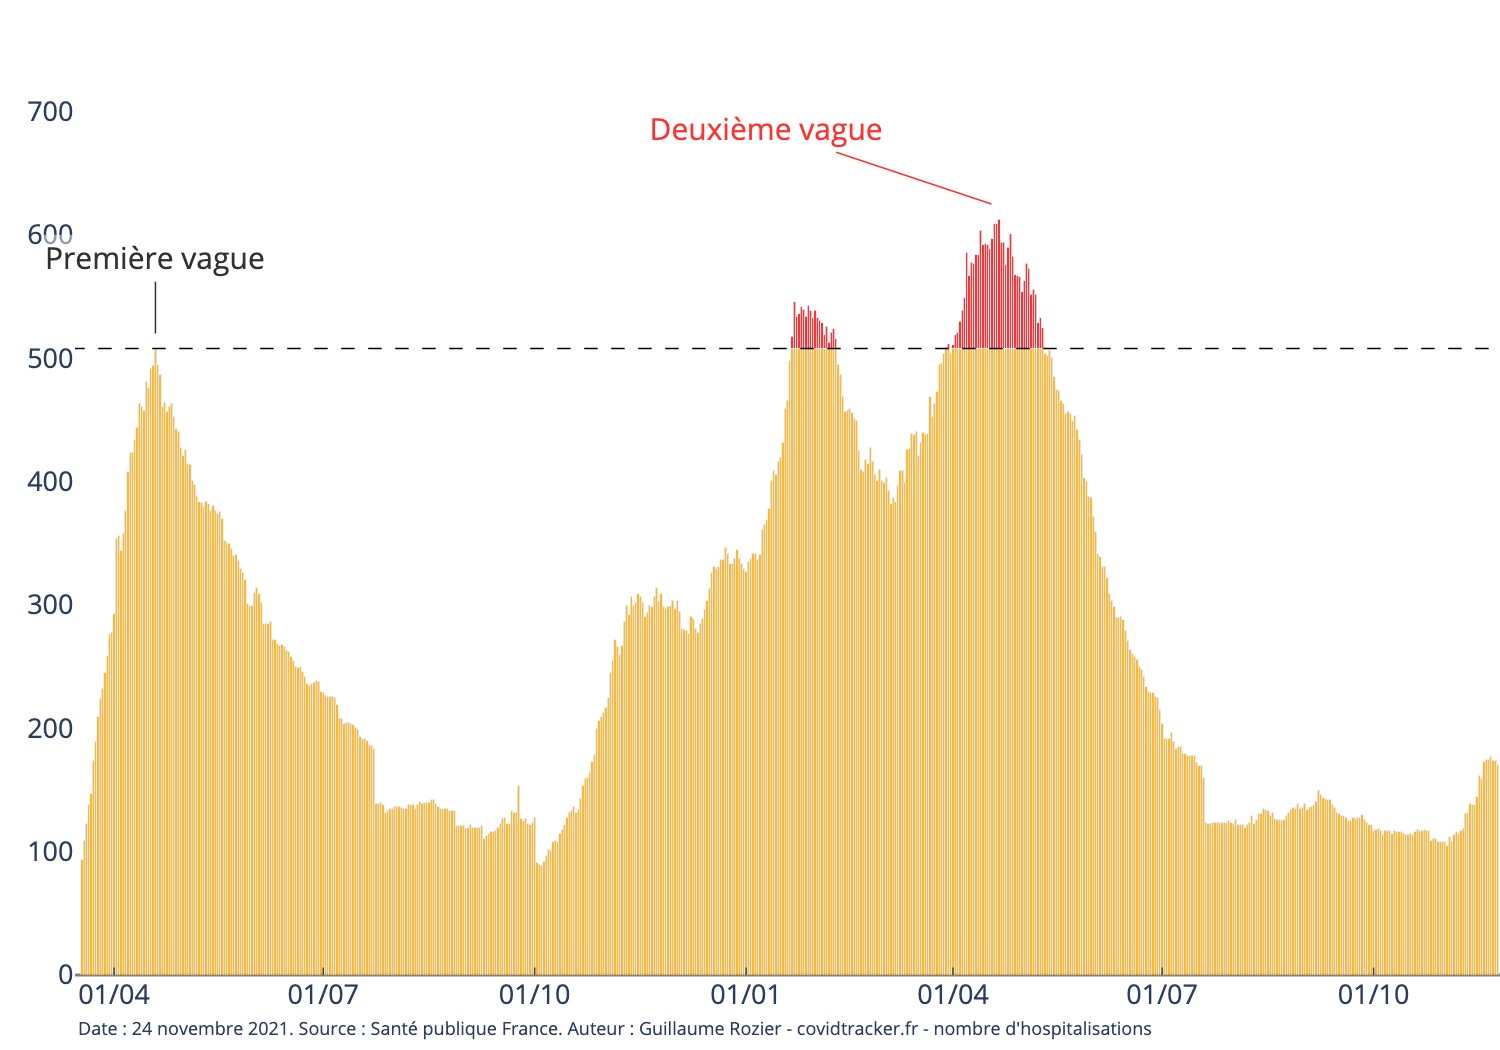 700
Deuxième vague
600
Première vague
500
400
300
200
100
0
01/04 01/07 01/10 01/01 01/04 01/07 01/10
Date : 24 novembre 2021. Source : Santé publique France. Auteur : Guillaume Rozier - covidtracker.fr - nombre d'hospitalisations